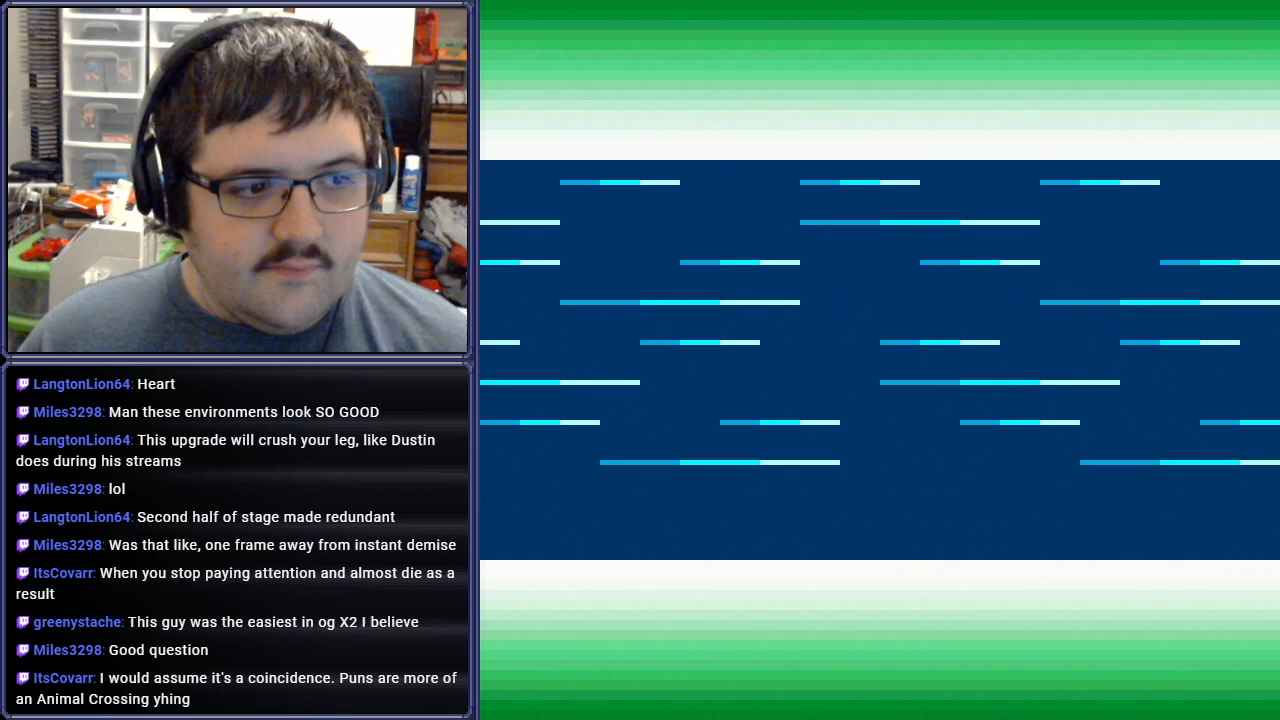 LangtonLion64: Heart
Miles3298: Man these environments look SO GOOD
LangtonLion64: This upgrade will crush your leg, like Dustin
does during his streams
Miles3298: lol
LangtonLion64: Second half of stage made redundant
Miles3298: Was that like, one frame away from instant demise
ItsCovarr: When you stop paying attention and almost die as a
result
greenystache: This guy was the easiest in og X2 I believe
Miles3298: Good question
ItsCovarr: I would assume it's a coincidence. Puns are more of
an Animal Crossing yhing